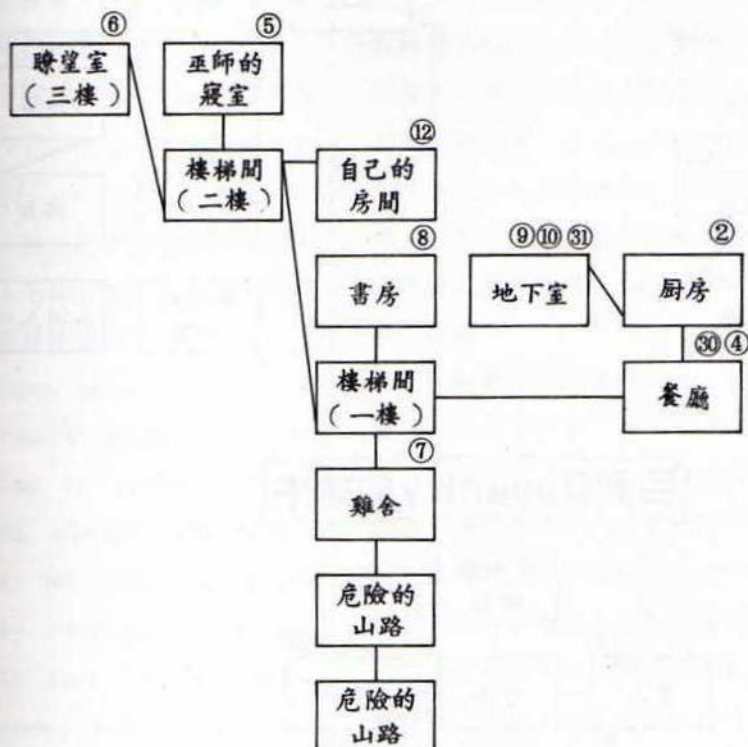 ⑥
瞭望室
（三樓）
⑤
巫師的
寢室
樓梯間
（二樓）
⑫
自己的
房間
⑧
書房
⑨⑩㉛
地下室
②
厨房
㉚④
餐廳
樓梯間
（一樓）
⑦
雞舍
危險的
山路
危險的
山路